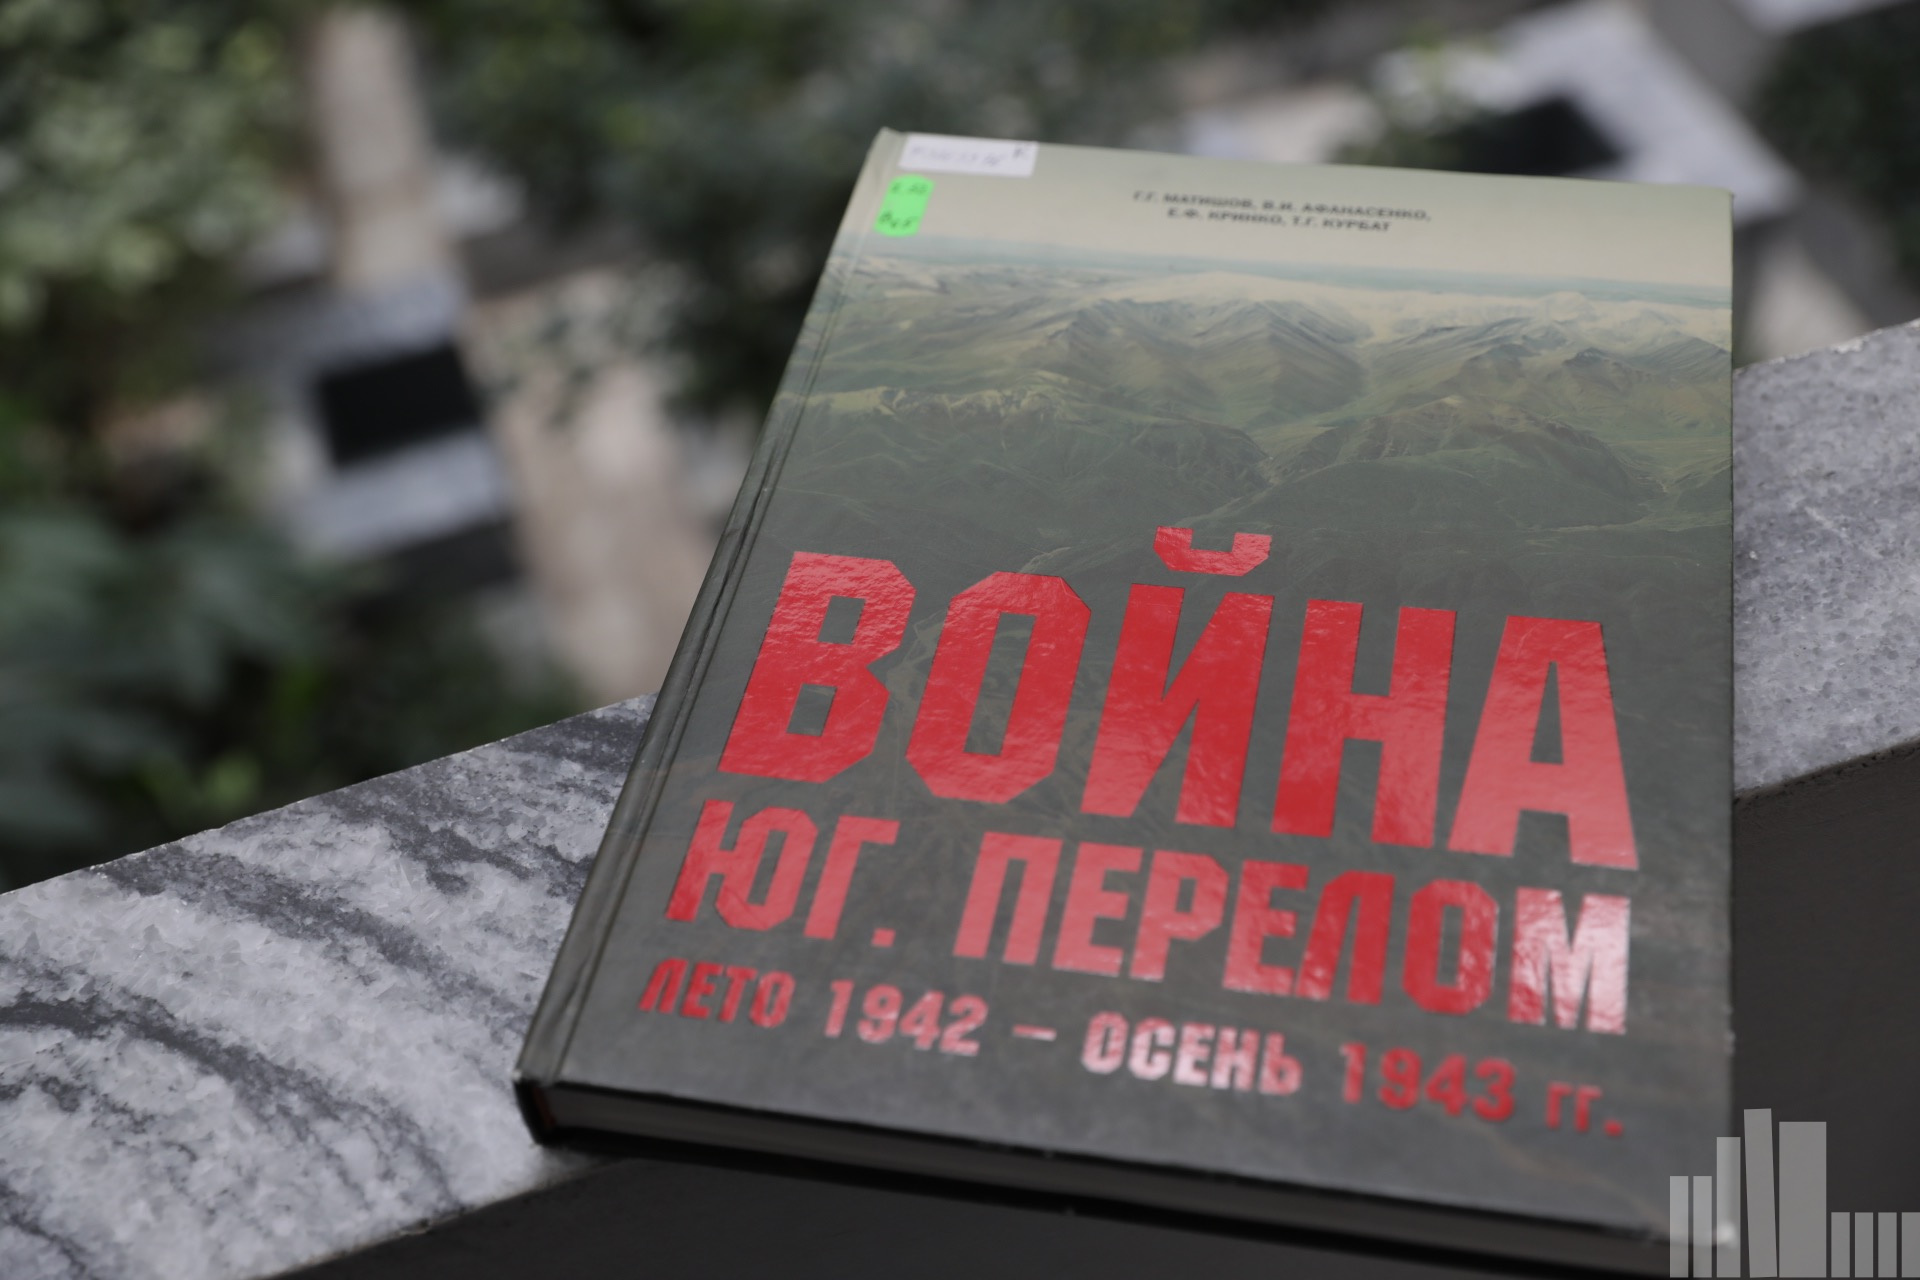 Г.Г. МАТИШОВ, В.И. АФАНАСЕНКО,
Е.Ф. КРИНКО, Т.Г. КУРБАТ
ВОЙНА
ЮГ. ПЕРЕЛОМ
ЛЕТО 1942 – ОСЕНЬ 1943 гг.